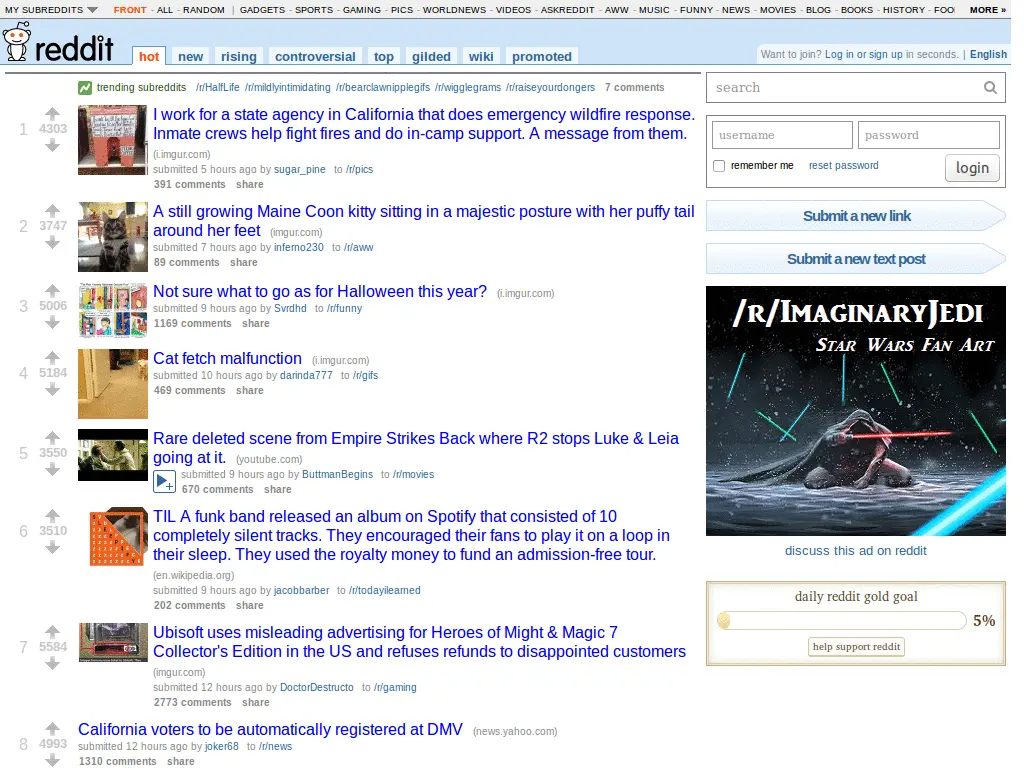 MY SUBREDDITS FRONT - ALL - RANDOM | GADGETS - SPORTS - GAMING - PICS - WORLDNEWS - VIDEOS - ASKREDDIT - AWW - MUSIC - FUNNY - NEWS - MOVIES - BLOG - BOOKS - HISTORY - FOO MORE »
reddit hot new rising controversial top gilded wiki promoted
Want to join? Log in or sign up in seconds. | English
trending subreddits /r/HalfLife /r/mildlyintimidating /r/bearclawnipplegifs /r/wigglegrams /r/raiseyourdongers 7 comments
1
4303
I work for a state agency in California that does emergency wildfire response.
Inmate crews help fight fires and do in-camp support. A message from them.
(i.imgur.com)
submitted 5 hours ago by sugar_pine to /r/pics
391 comments share
2
3747
A still growing Maine Coon kitty sitting in a majestic posture with her puffy tail
around her feet (imgur.com)
submitted 7 hours ago by inferno230 to /r/aww
89 comments share
3
5006
Not sure what to go as for Halloween this year? (i.imgur.com)
submitted 9 hours ago by Svrdhd to /r/funny
1169 comments share
4
5184
Cat fetch malfunction (i.imgur.com)
submitted 10 hours ago by darinda777 to /r/gifs
469 comments share
5
3550
Rare deleted scene from Empire Strikes Back where R2 stops Luke & Leia
going at it. (youtube.com)
submitted 9 hours ago by ButtmanBegins to /r/movies
670 comments share
6
3510
TIL A funk band released an album on Spotify that consisted of 10
completely silent tracks. They encouraged their fans to play it on a loop in
their sleep. They used the royalty money to fund an admission-free tour.
(en.wikipedia.org)
submitted 9 hours ago by jacobbarber to /r/todayilearned
202 comments share
7
5584
Ubisoft uses misleading advertising for Heroes of Might & Magic 7
Collector's Edition in the US and refuses refunds to disappointed customers
(imgur.com)
submitted 12 hours ago by DoctorDestructo to /r/gaming
2773 comments share
8
4993
California voters to be automatically registered at DMV (news.yahoo.com)
submitted 12 hours ago by joker68 to /r/news
1310 comments share
search
username password
remember me reset password login
Submit a new link
Submit a new text post
/r/ImaginaryJedi
Star Wars Fan Art
discuss this ad on reddit
daily reddit gold goal
5%
help support reddit